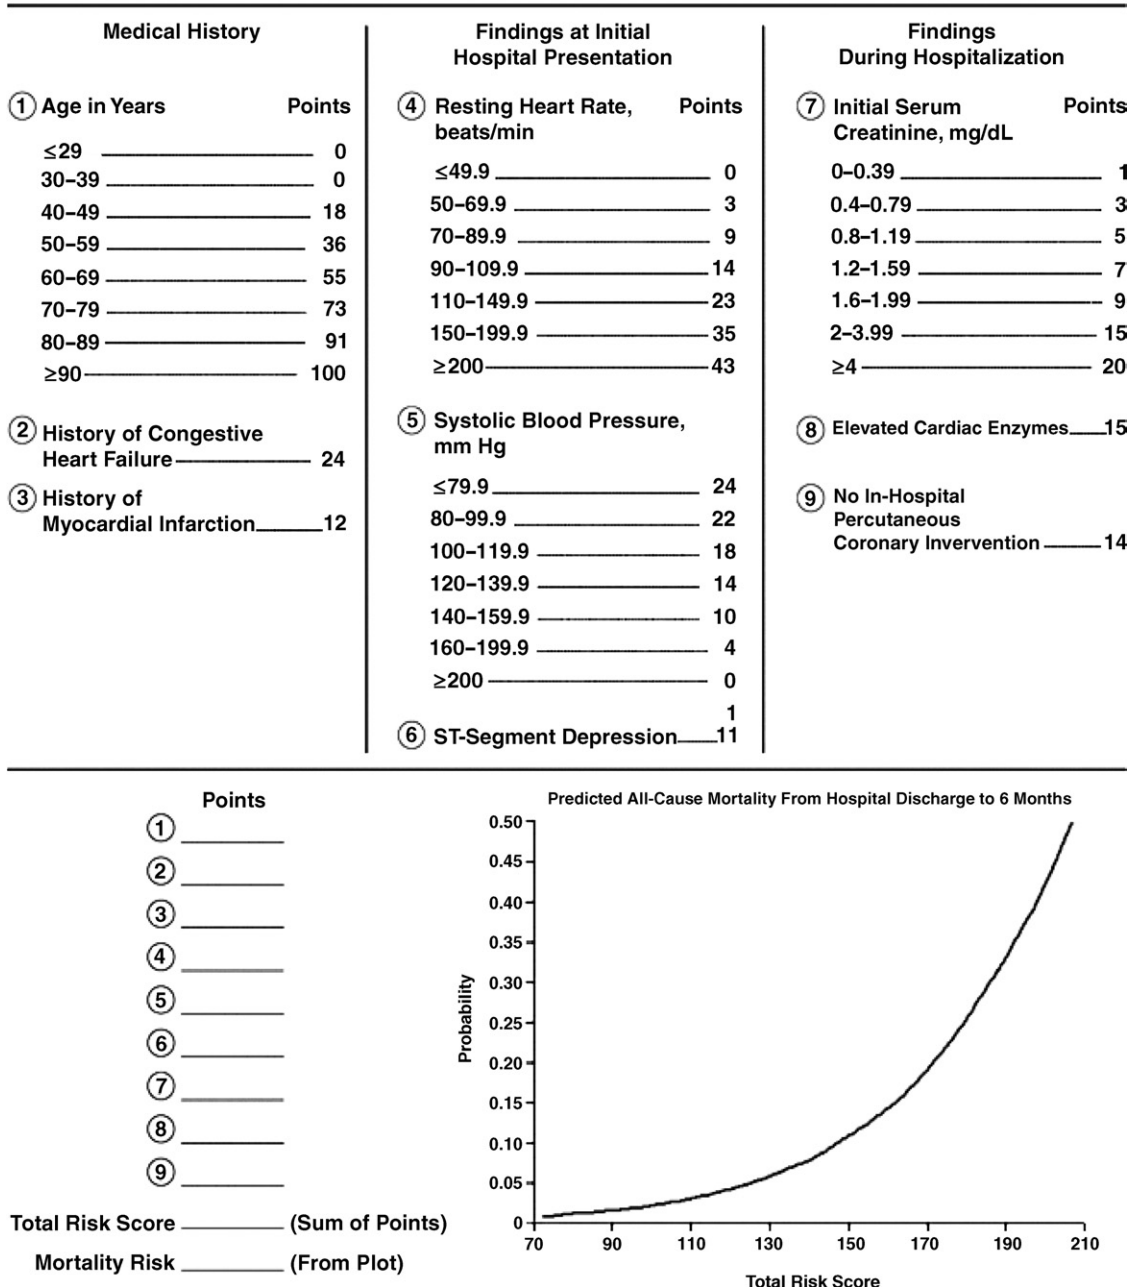 Medical History
① Age in Years Points
≤29 0
30–39 0
40–49 18
50–59 36
60–69 55
70–79 73
80–89 91
≥90 100
② History of Congestive
Heart Failure 24
③ History of
Myocardial Infarction 12
Findings at Initial
Hospital Presentation
④ Resting Heart Rate, Points
beats/min
≤49.9 0
50–69.9 3
70–89.9 9
90–109.9 14
110–149.9 23
150–199.9 35
≥200 43
⑤ Systolic Blood Pressure,
mm Hg
≤79.9 24
80–99.9 22
100–119.9 18
120–139.9 14
140–159.9 10
160–199.9 4
≥200 0
1
⑥ ST-Segment Depression 11
Findings
During Hospitalization
⑦ Initial Serum Points
Creatinine, mg/dL
0–0.39 1
0.4–0.79 3
0.8–1.19 5
1.2–1.59 7
1.6–1.99 9
2–3.99 15
≥4 20
⑧ Elevated Cardiac Enzymes 15
⑨ No In-Hospital
Percutaneous
Coronary Invervention 14
Points
①
②
③
④
⑤
⑥
⑦
⑧
⑨
Total Risk Score (Sum of Points)
Mortality Risk (From Plot)
Predicted All-Cause Mortality From Hospital Discharge to 6 Months
Probability
0.50
0.45
0.40
0.35
0.30
0.25
0.20
0.15
0.10
0.05
0
70 90 110 130 150 170 190 210
Total Risk Score